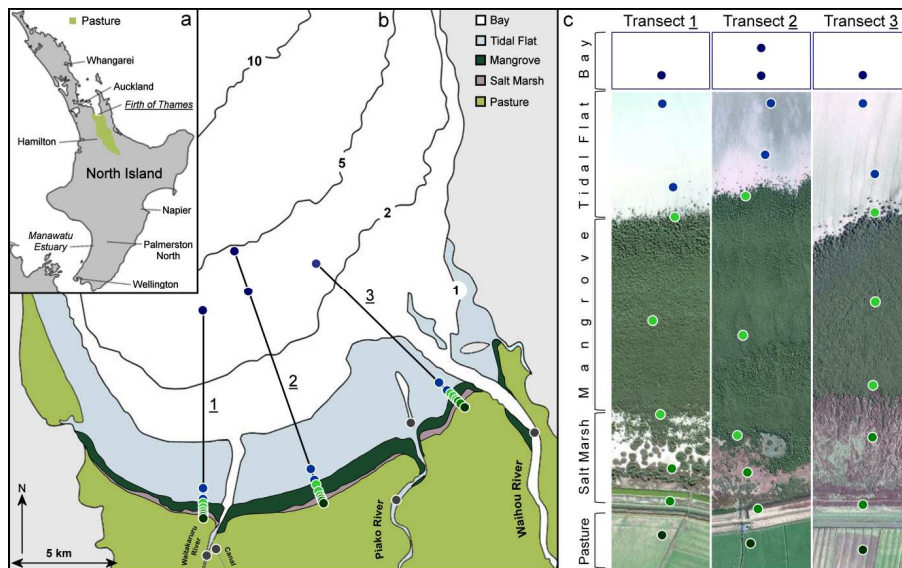 a
Pasture
Whangarei
Auckland
Firth of Thames
Hamilton
North Island
Napier
Manawatu
Estuary
Palmerston
North
Wellington
b
Bay
Tidal Flat
Mangrove
Salt Marsh
Pasture
10
5
2
1
1
2
3
N
5 km
Waitakaruru
River
Canal
Piako River
Waihou River
c
Transect 1
Transect 2
Transect 3
Bay
Tidal Flat
Mangrove
Salt Marsh
Pasture